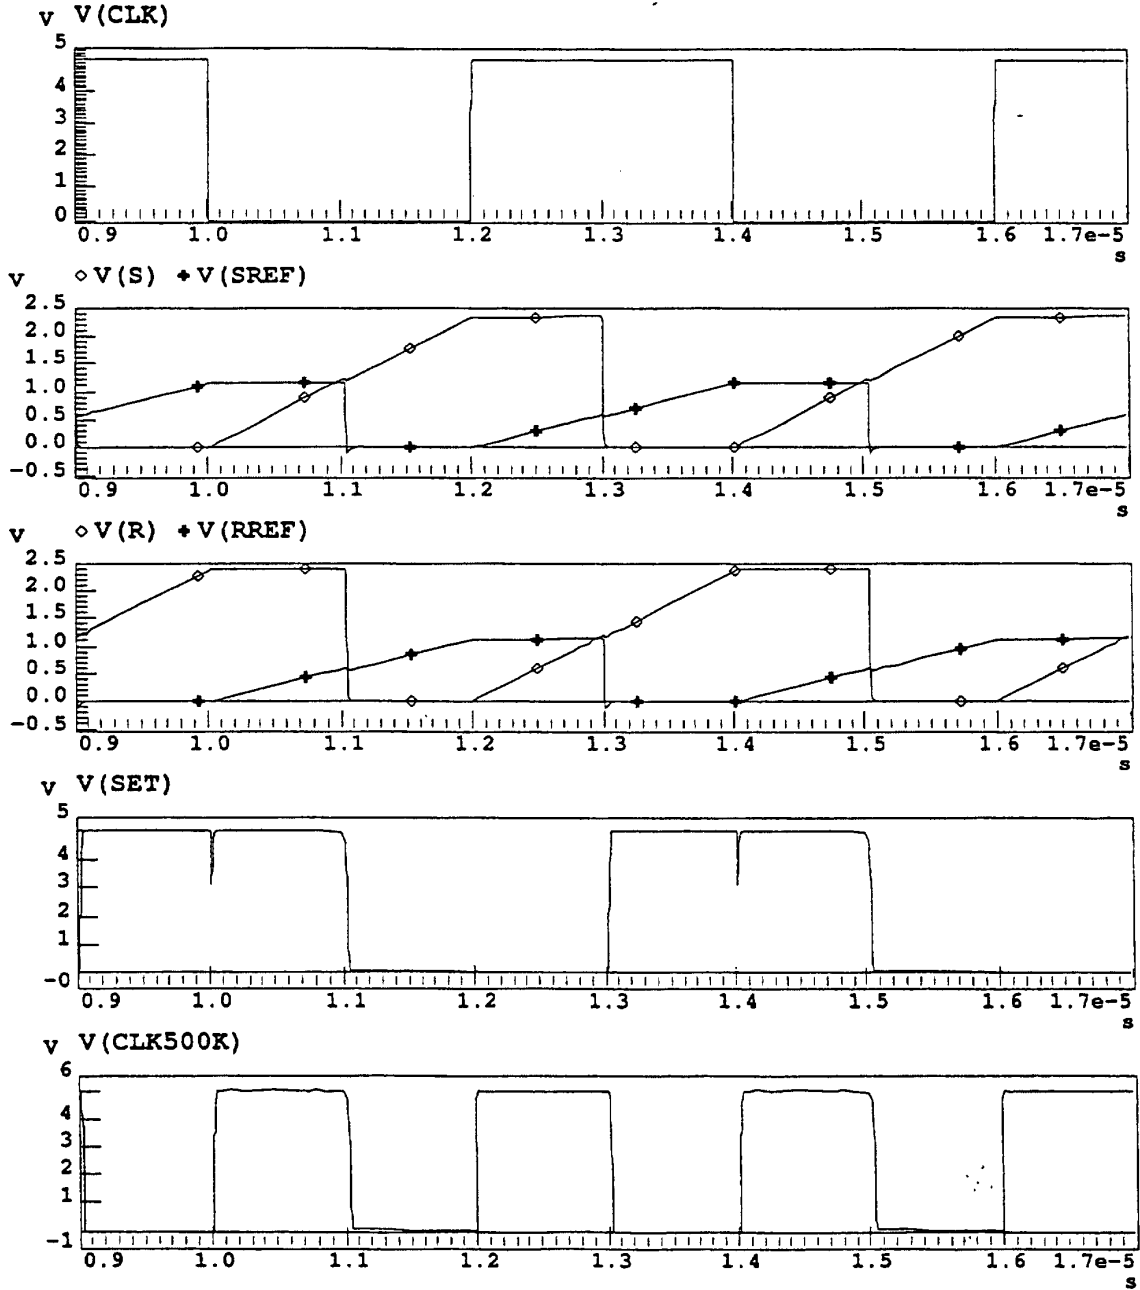 v V(CLK)
5
4
3
2
1
0
0.9 1.0 1.1 1.2 1.3 1.4 1.5 1.6 1.7e-5
s
v ◇ V(S) + V(SREF)
2.5
2.0
1.5
1.0
0.5
0.0
-0.5
0.9 1.0 1.1 1.2 1.3 1.4 1.5 1.6 1.7e-5
s
v ◇ V(R) + V(RREF)
2.5
2.0
1.5
1.0
0.5
0.0
-0.5
0.9 1.0 1.1 1.2 1.3 1.4 1.5 1.6 1.7e-5
s
v V(SET)
5
4
3
2
1
-0
0.9 1.0 1.1 1.2 1.3 1.4 1.5 1.6 1.7e-5
s
v V(CLK500K)
6
4
3
2
1
-1
0.9 1.0 1.1 1.2 1.3 1.4 1.5 1.6 1.7e-5
s